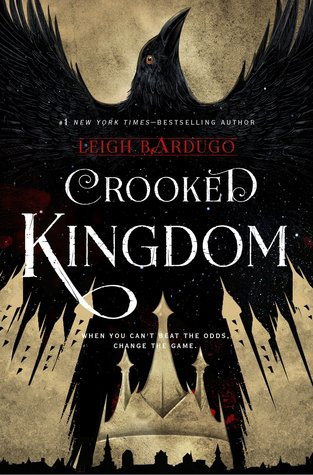 #1 NEW YORK TIMES–BESTSELLING AUTHOR
LEIGH BARDUGO
CROOKED
KINGDOM
WHEN YOU CAN'T BEAT THE ODDS,
CHANGE THE GAME.